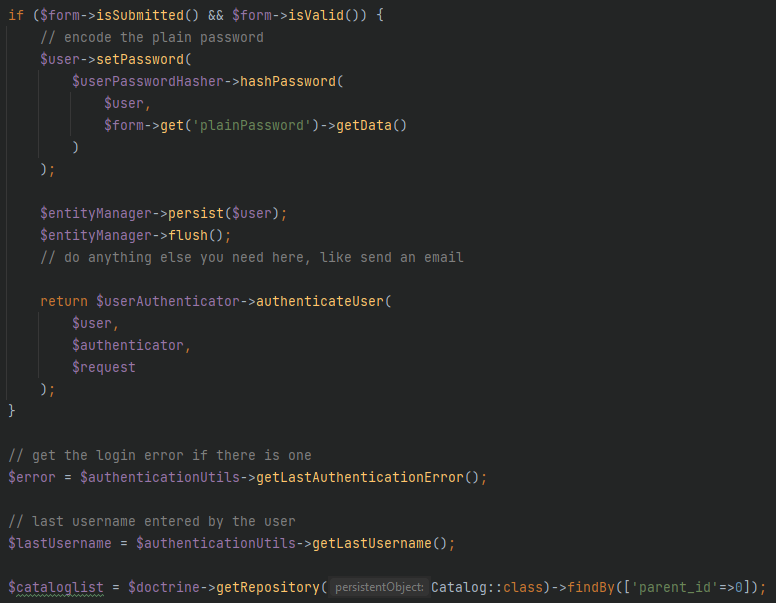 if ($form->isSubmitted() && $form->isValid()) {
    // encode the plain password
    $user->setPassword(
        $userPasswordHasher->hashPassword(
            $user,
            $form->get('plainPassword')->getData()
        )
    );

    $entityManager->persist($user);
    $entityManager->flush();
    // do anything else you need here, like send an email

    return $userAuthenticator->authenticateUser(
        $user,
        $authenticator,
        $request
    );
}

// get the login error if there is one
$error = $authenticationUtils->getLastAuthenticationError();

// last username entered by the user
$lastUsername = $authenticationUtils->getLastUsername();

$cataloglist = $doctrine->getRepository( persistentObject: Catalog::class)->findBy(['parent_id'=>0]);